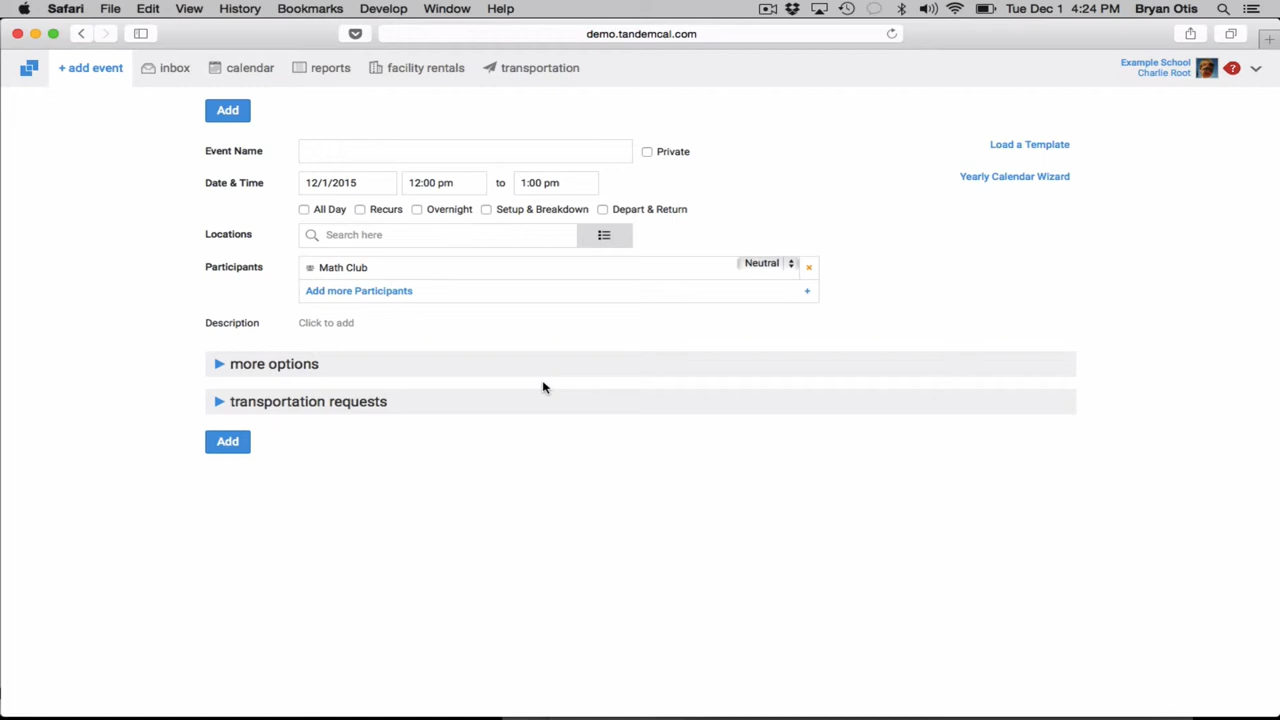 Safari File Edit View History Bookmarks Develop Window Help Tue Dec 1 4:24 PM Bryan Otis
demo.tandemcal.com
+ add event inbox calendar reports facility rentals transportation Example School
Charlie Root ?
Add
Event Name Private Load a Template
Date & Time 12/1/2015 12:00 pm to 1:00 pm Yearly Calendar Wizard
All Day Recurs Overnight Setup & Breakdown Depart & Return
Locations Search here
Participants Math Club Neutral ×
Add more Participants +
Description Click to add
more options
transportation requests
Add